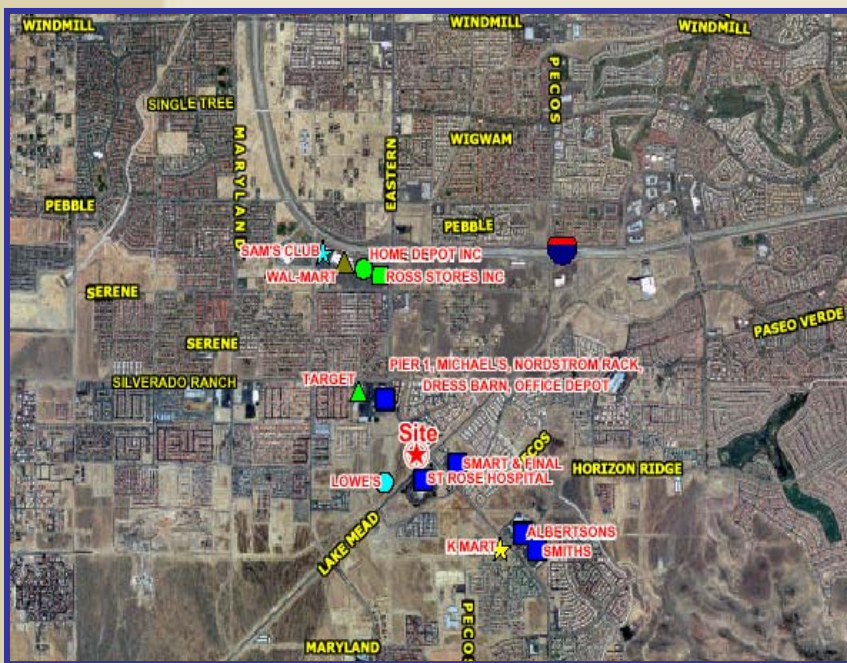 WINDMILL
WINDMILL
WINDMILL
PECOS
SINGLE TREE
MARYLAND
EASTERN
WIGWAM
PEBBLE
PEBBLE
SAM'S CLUB
HOME DEPOT INC
WAL-MART
ROSS STORES INC
SERENE
PASEO VERDE
SERENE
SILVERADO RANCH
TARGET
PIER 1, MICHAEL'S, NORDSTROM RACK,
DRESS BARN, OFFICE DEPOT
Site
PECOS
SMART & FINAL
HORIZON RIDGE
LOWE'S
ST ROSE HOSPITAL
LAKE MEAD
ALBERTSONS
K MART
SMITHS
PECOS
MARYLAND